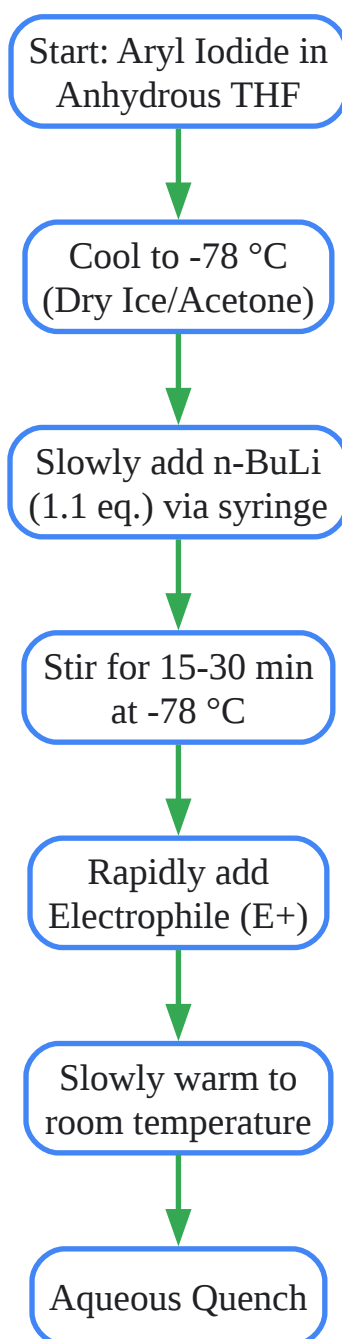 Start: Aryl Iodide in
Anhydrous THF
Cool to -78 °C
(Dry Ice/Acetone)
Slowly add n-BuLi
(1.1 eq.) via syringe
Stir for 15-30 min
at -78 °C
Rapidly add
Electrophile (E+)
Slowly warm to
room temperature
Aqueous Quench